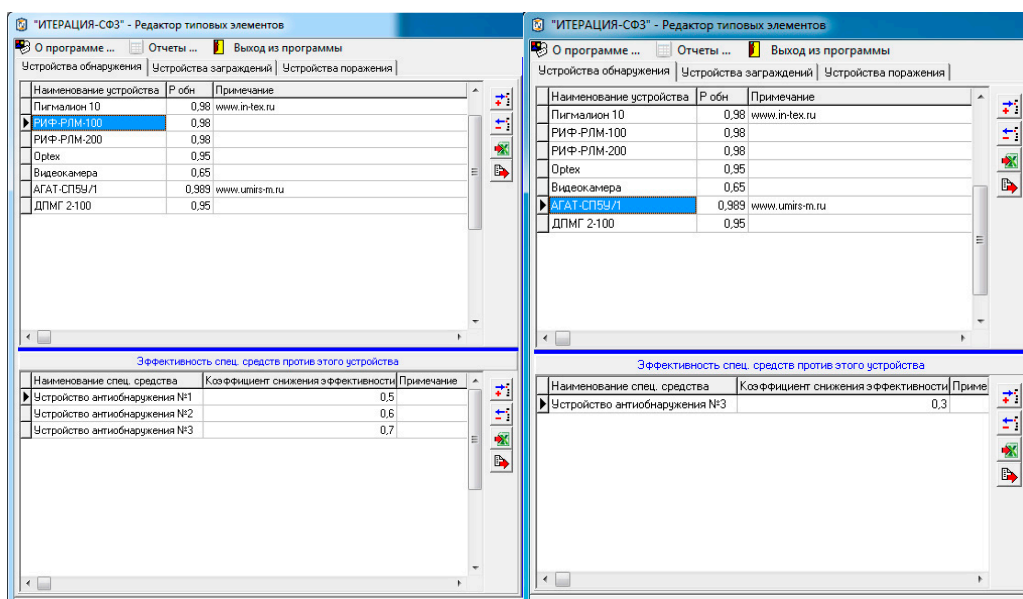 "ИТЕРАЦИЯ-СФЗ" - Редактор типовых элементов
О программе ... Отчеты ... Выход из программы
Устройства обнаружения Устройства заграждений Устройства поражения
Наименование устройства Р обн Примечание
Пигмалион 10 0,98 www.in-tex.ru
РИФ-РЛМ-100 0,98
РИФ-РЛМ-200 0,98
Optex 0,95
Видеокамера 0,65
АГАТ-СП5У/1 0,989 www.umirs-m.ru
ДПМГ 2-100 0,95
Эффективность спец. средств против этого устройства
Наименование спец. средства Коэффициент снижения эффективности Примечание
Устройство антиобнаружения №1 0,5
Устройство антиобнаружения №2 0,6
Устройство антиобнаружения №3 0,7
"ИТЕРАЦИЯ-СФЗ" - Редактор типовых элементов
О программе ... Отчеты ... Выход из программы
Устройства обнаружения Устройства заграждений Устройства поражения
Наименование устройства Р обн Примечание
Пигмалион 10 0,98 www.in-tex.ru
РИФ-РЛМ-100 0,98
РИФ-РЛМ-200 0,98
Optex 0,95
Видеокамера 0,65
АГАТ-СП5У/1 0,989 www.umirs-m.ru
ДПМГ 2-100 0,95
Эффективность спец. средств против этого устройства
Наименование спец. средства Коэффициент снижения эффективности Приме
Устройство антиобнаружения №3 0,3